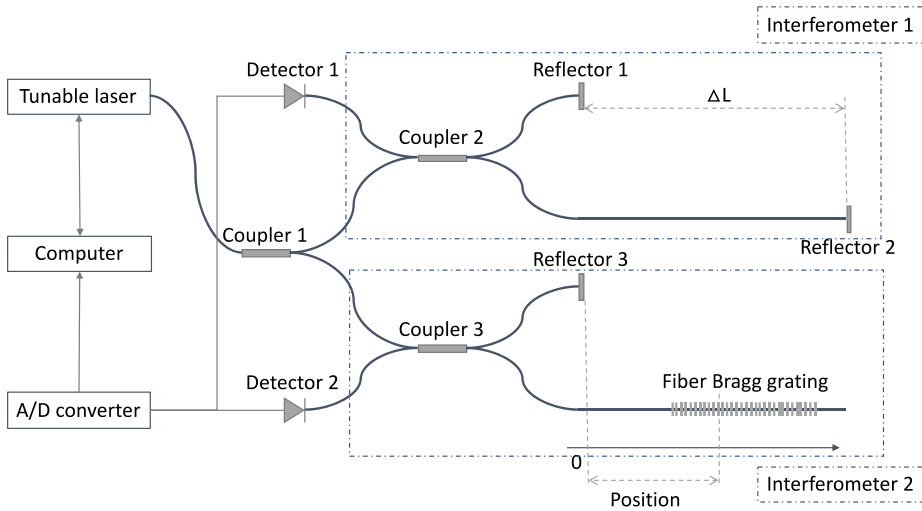 Interferometer 1
Detector 1
Reflector 1
Tunable laser
△L
Coupler 2
Coupler 1
Computer
Reflector 2
Reflector 3
Coupler 3
Detector 2
Fiber Bragg grating
A/D converter
0
Interferometer 2
Position